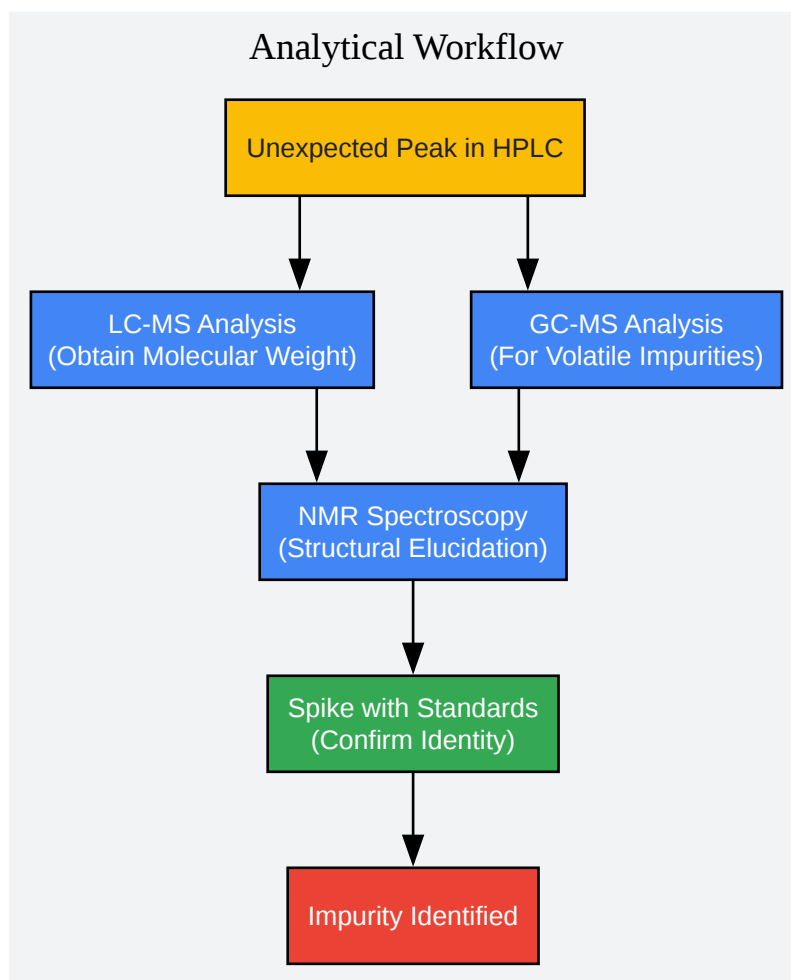 Analytical Workflow
Unexpected Peak in HPLC
LC-MS Analysis
(Obtain Molecular Weight)
GC-MS Analysis
(For Volatile Impurities)
NMR Spectroscopy
(Structural Elucidation)
Spike with Standards
(Confirm Identity)
Impurity Identified